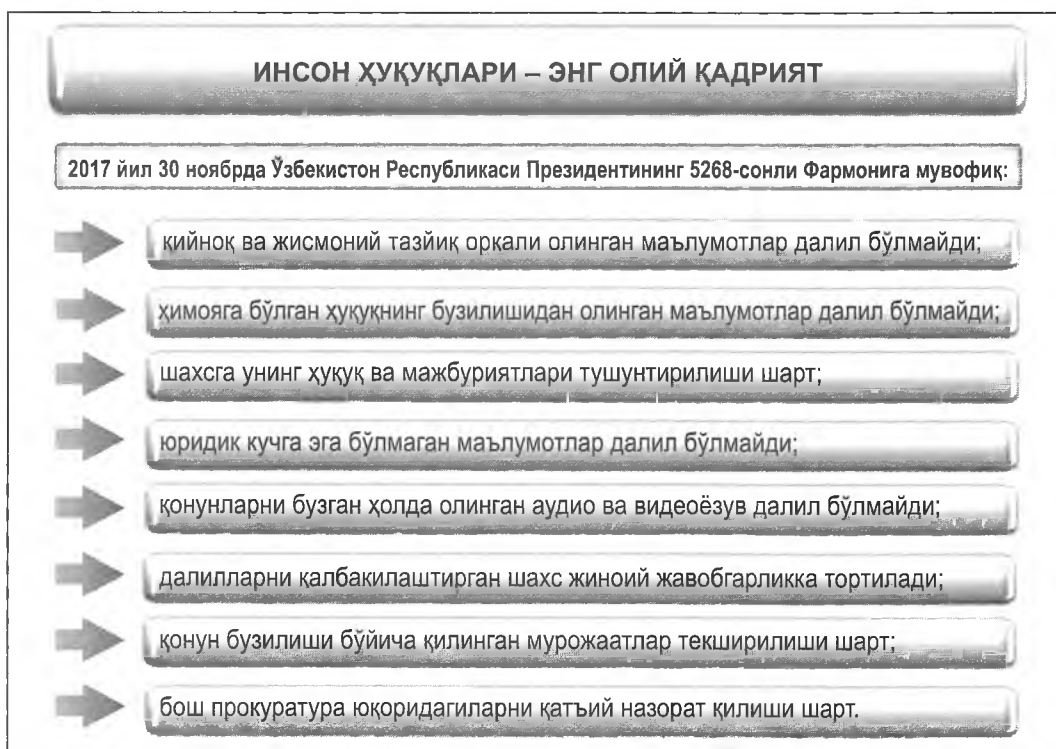 ИНСОН ҲУҚУҚЛАРИ – ЭНГ ОЛИЙ ҚАДРИЯТ
2017 йил 30 ноябрда Ўзбекистон Республикаси Президентининг 5268-сонли Фармонига мувофиқ:
қийноқ ва жисмоний тазйиқ орқали олинган маълумотлар далил бўлмайди;
ҳимояга бўлган ҳуқуқнинг бузилишидан олинган маълумотлар далил бўлмайди;
шахсга унинг ҳуқуқ ва мажбуриятлари тушунтирилиши шарт;
юридик кучга эга бўлмаган маълумотлар далил бўлмайди;
қонунларни бузган ҳолда олинган аудио ва видеоёзув далил бўлмайди;
далилларни қалбакилаштирган шахс жиноий жавобгарликка тортилади;
қонун бузилиши бўйича қилинган мурожаатлар текширилиши шарт;
бош прокуратура юқоридагиларни қатъий назорат қилиши шарт.